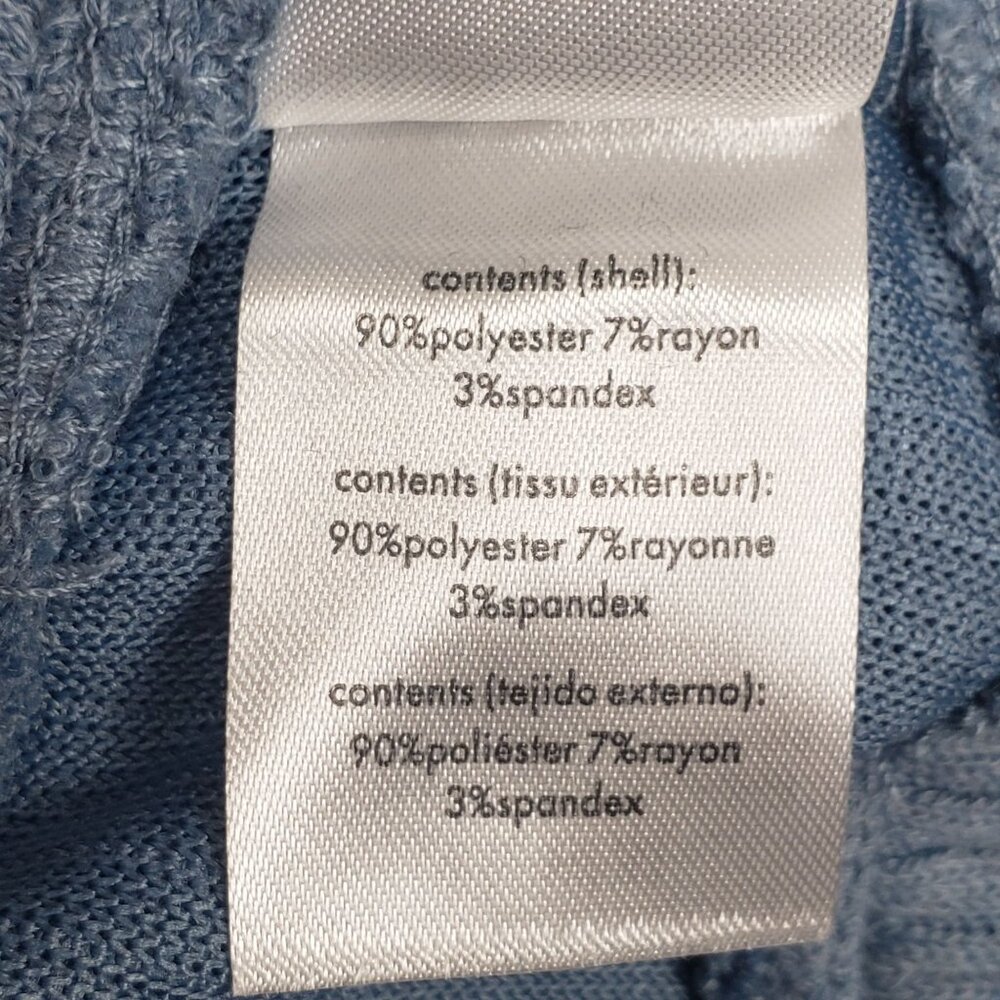 contents (shell):
90%polyester 7%rayon
3%spandex
contents (tissu extérieur):
90%polyester 7%rayonne
3%spandex
contents (tejido externo):
90%poliéster 7%rayon
3%spandex